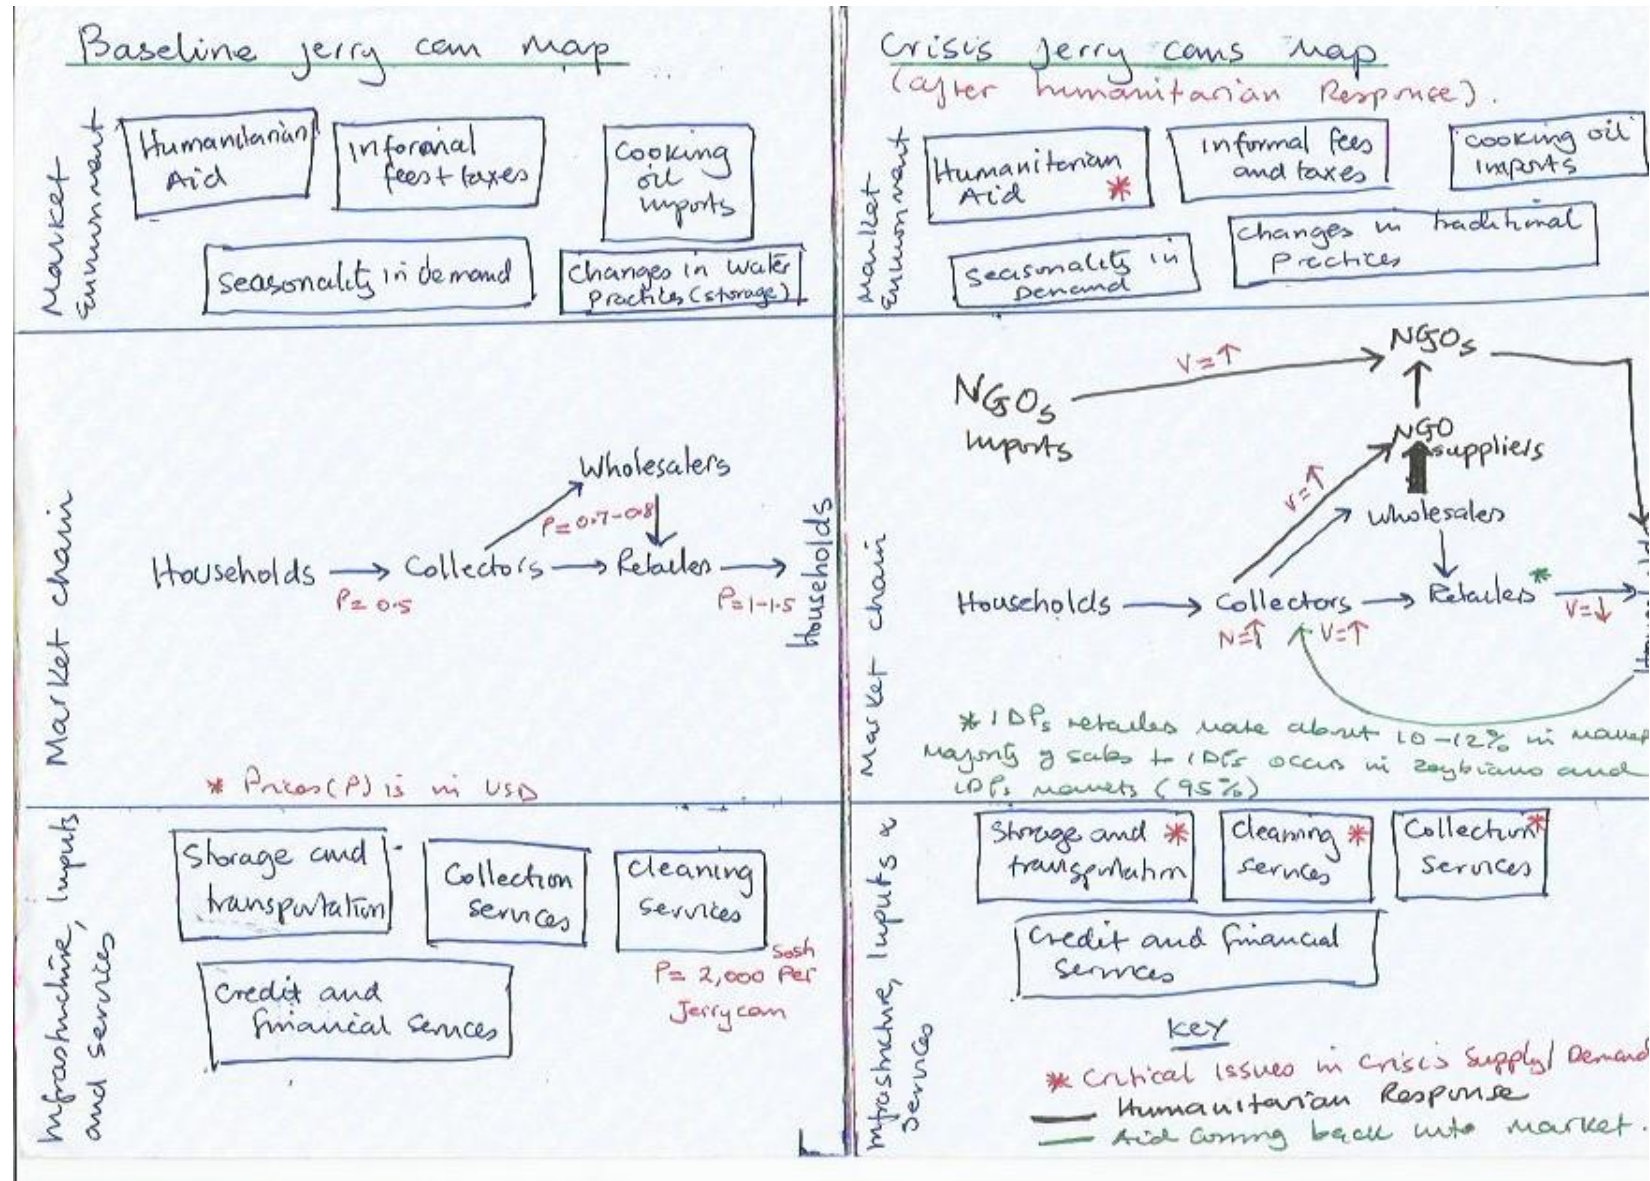 Baseline jerry can map
Market
Environment
Humanitarian
Aid
Informal
fees + taxes
Cooking
oil
imports
Seasonality in demand
Changes in water
Practices (storage)
Market chain
Wholesalers
P= 0.7-0.8
Households
Collectors
Retailers
Households
P= 0.5
P= 1-1.5
* Prices (P) is in USD
Infrastructure, Inputs
and services
Storage and
transportation
Collection
services
Cleaning
services
Sosh
P= 2,000 Per
Jerrycan
Credit and
financial services
Crisis jerry cans map
(after humanitarian Response).
Market
Environment
Humanitarian
Aid *
Informal fees
and taxes
Cooking oil
imports
Seasonality in
Demand
Changes in traditional
Practices
Market chain
NGOs
V=↑
NGOs
Imports
NGO
suppliers
V=↑
Wholesales
Households
Collectors
Retailers*
V=↓
N=↑
V=↑
* IDPs retailers
about 10-12% in
Majority of sales to IDPs occurs in
and
IDPs markets (95%)
Infrastructure, Inputs &
Services
Storage and *
transportation
Cleaning *
services
Collection*
services
Credit and financial
services
KEY
* Critical issues in crisis Supply/Demand
Humanitarian Response
Aid coming back into market.